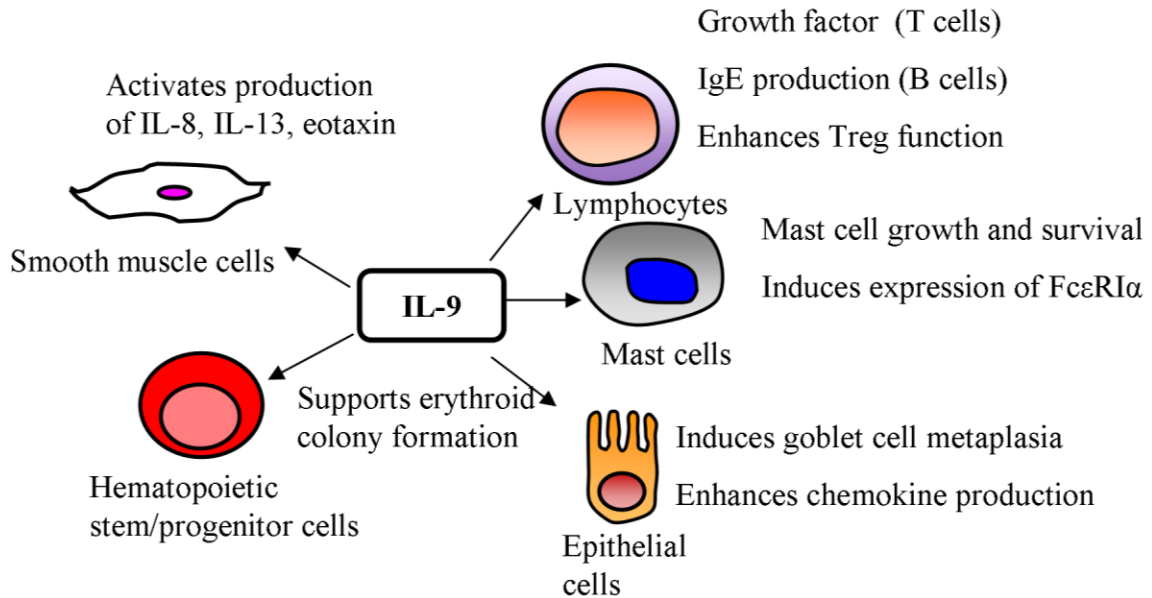 Growth factor (T cells)
IgE production (B cells)
Enhances Treg function
Lymphocytes
Activates production
of IL-8, IL-13, eotaxin
Smooth muscle cells
Mast cell growth and survival
Induces expression of FcεRIα
Mast cells
IL-9
Supports erythroid
colony formation
Hematopoietic
stem/progenitor cells
Induces goblet cell metaplasia
Enhances chemokine production
Epithelial
cells